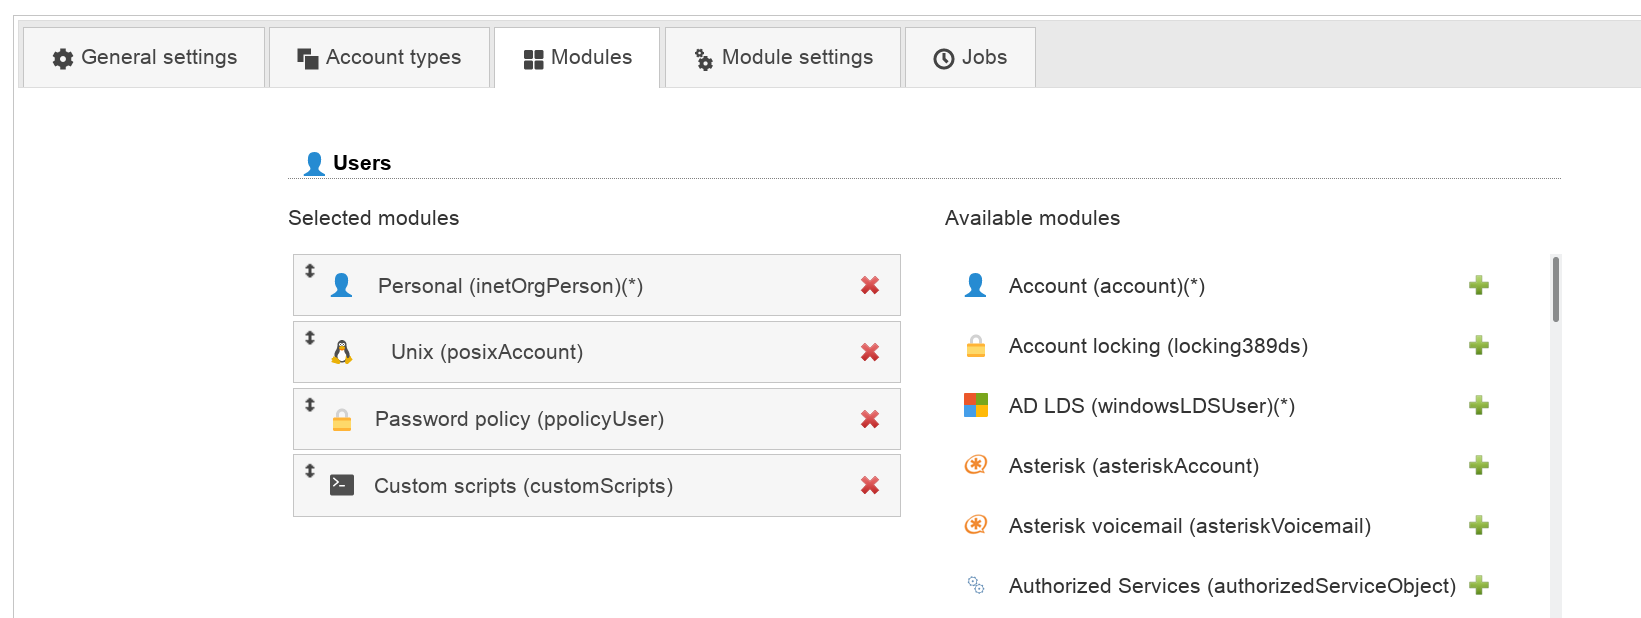 General settings
Account types
Modules
Module settings
Jobs
Users
Selected modules
Personal (inetOrgPerson)(*)
Unix (posixAccount)
Password policy (ppolicyUser)
Custom scripts (customScripts)
Available modules
Account (account)(*)
Account locking (locking389ds)
AD LDS (windowsLDSUser)(*)
Asterisk (asteriskAccount)
Asterisk voicemail (asteriskVoicemail)
Authorized Services (authorizedServiceObject)